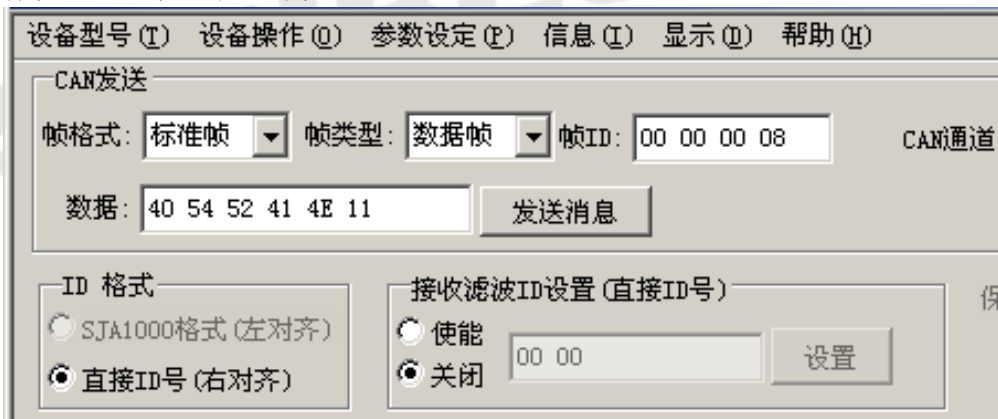 设备型号(T) 设备操作(O) 参数设定(P) 信息(I) 显示(D) 帮助(H)
CAN发送
帧格式: 标准帧 帧类型: 数据帧 帧ID: 00 00 00 08 CAN通道
数据: 40 54 52 41 4E 11 发送消息
ID 格式 接收滤波ID设置(直接ID号)
SJA1000格式(左对齐) 使能
00 00 设置
直接ID号(右对齐) 关闭